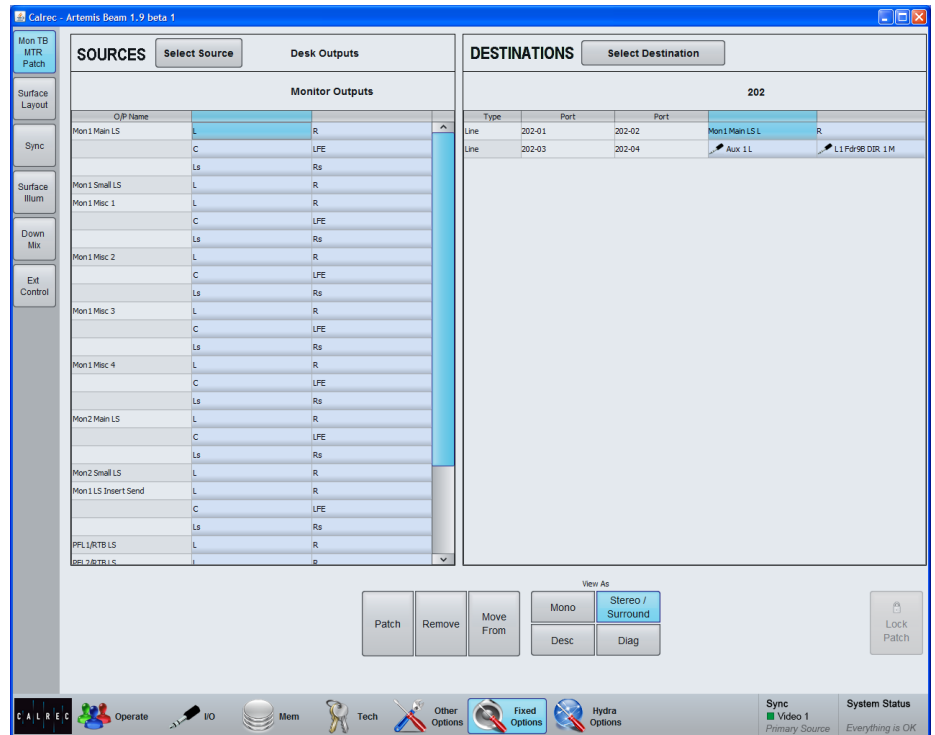 Calrec - Artemis Beam 1.9 beta 1
Mon TB
MTR
Patch
Surface
Layout
Sync
Surface
Illum
Down
Mix
Ext
Control
SOURCES Select Source Desk Outputs
Monitor Outputs
O/P Name
Mon1 Main LS L R
C LFE
Ls Rs
Mon1 Small LS L R
Mon1 Misc 1 L R
C LFE
Ls Rs
Mon1 Misc 2 L R
C LFE
Ls Rs
Mon1 Misc 3 L R
C LFE
Ls Rs
Mon1 Misc 4 L R
C LFE
Ls Rs
Mon2 Main LS L R
C LFE
Ls Rs
Mon2 Small LS L R
Mon1 LS Insert Send L R
C LFE
Ls Rs
PFL1/RTB LS L R
PFL2/RTB LS L R
DESTINATIONS Select Destination
202
Type Port Port
Line 202-01 202-02 Mon1 Main LS L R
Line 202-03 202-04 Aux 1 L L1 Fdr9B DIR 1 M
Patch Remove Move
From
View As
Mono Stereo /
Surround
Desc Diag
Lock
Patch
CALREC Operate I/O Mem Tech Other
Options Fixed
Options Hydra
Options
Sync
Video 1
Primary Source
System Status
Everything is OK